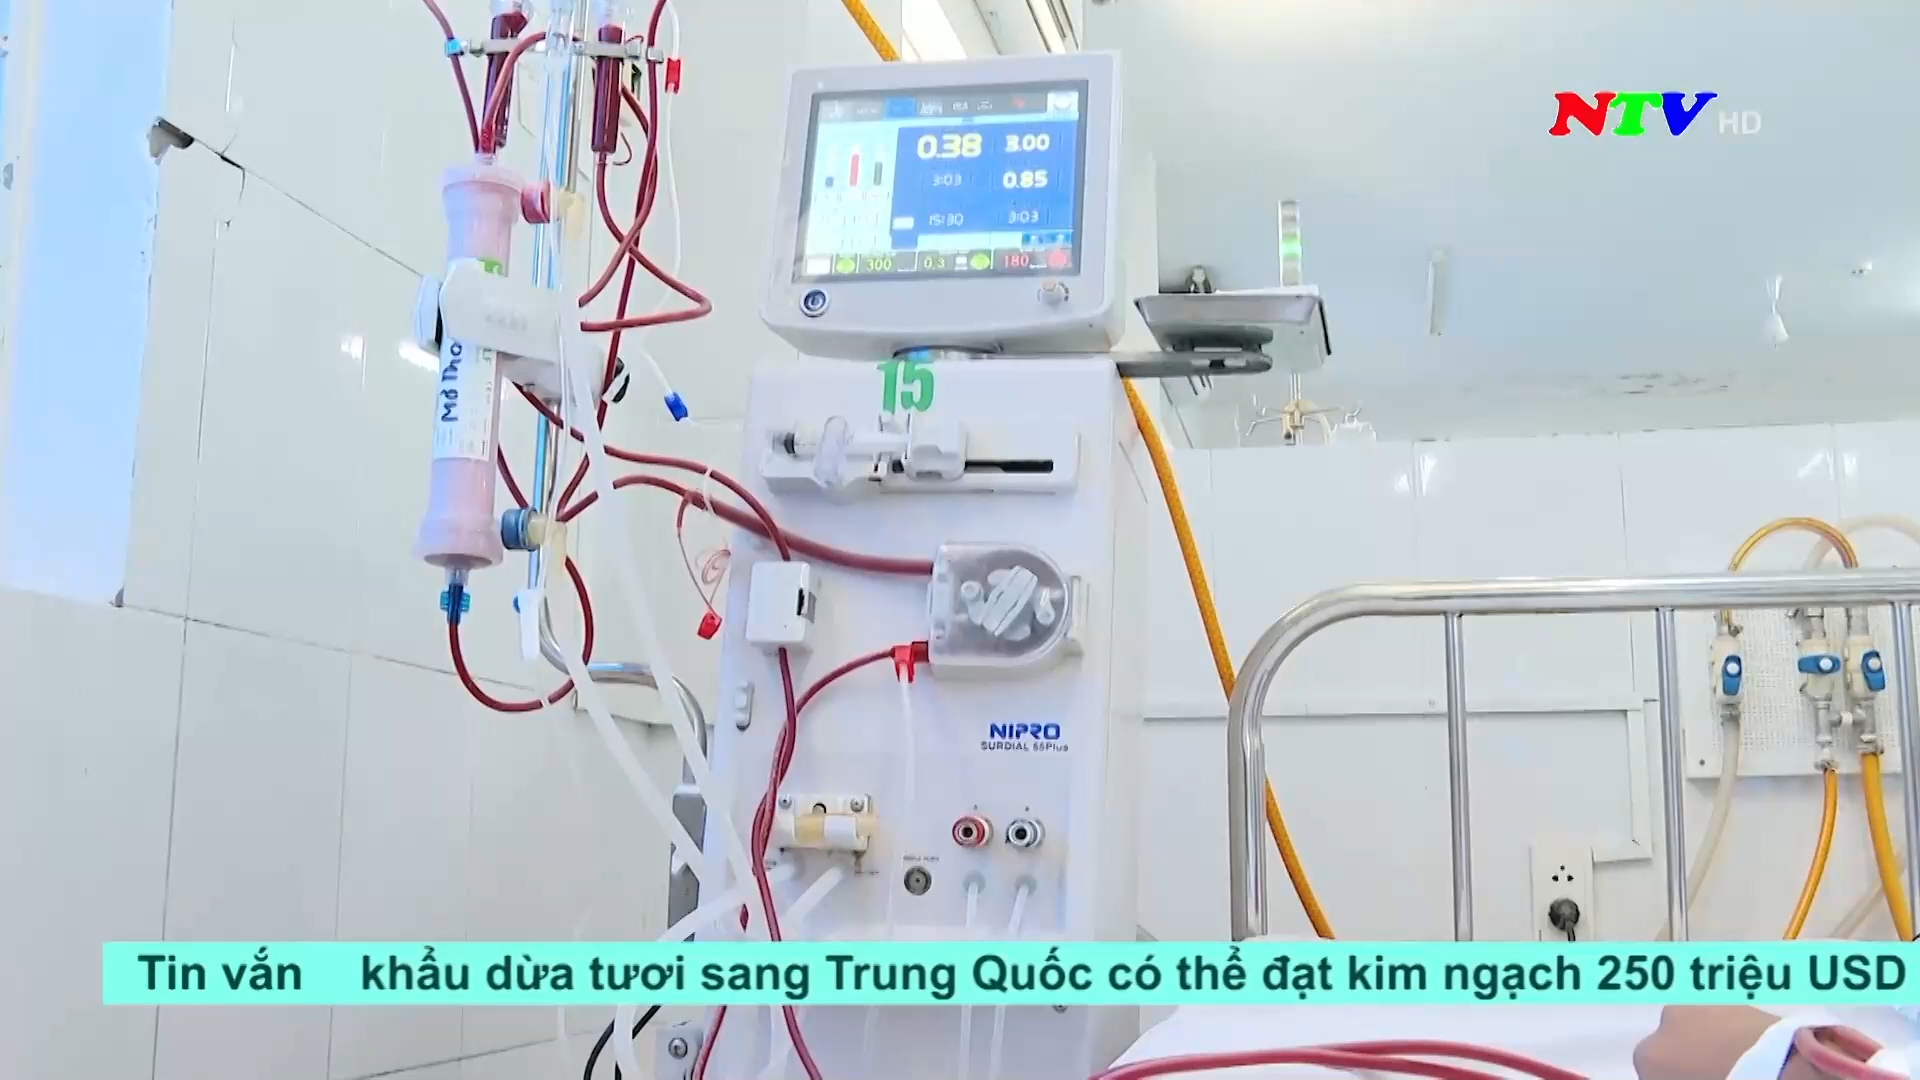 NTV HD
0.38 3.00
3:03 0.85
15:30 3:03
300 0.3 180
15
NIPRO
SURDIAL 55Plus
Tin vắn khẩu dừa tươi sang Trung Quốc có thể đạt kim ngạch 250 triệu USD